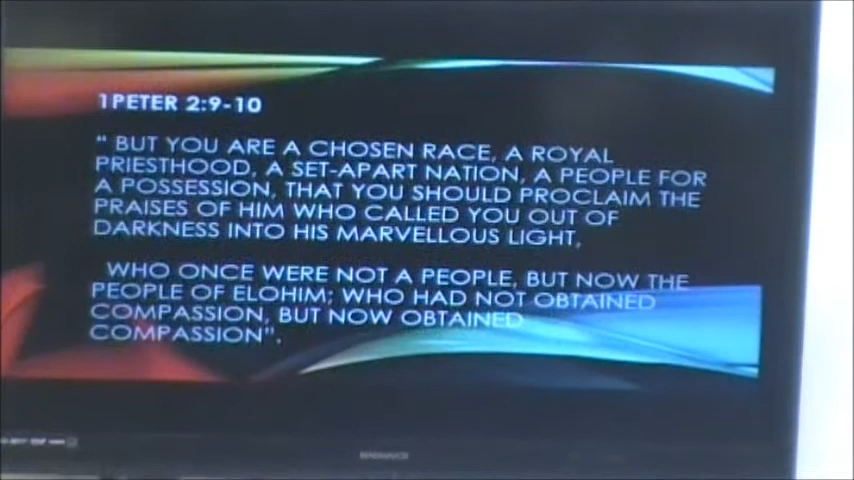 1 PETER 2:9-10
" BUT YOU ARE A CHOSEN RACE, A ROYAL
PRIESTHOOD, A SET-APART NATION, A PEOPLE FOR
A POSSESSION, THAT YOU SHOULD PROCLAIM THE
PRAISES OF HIM WHO CALLED YOU OUT OF
DARKNESS INTO HIS MARVELLOUS LIGHT,
WHO ONCE WERE NOT A PEOPLE, BUT NOW THE
PEOPLE OF ELOHIM; WHO HAD NOT OBTAINED
COMPASSION, BUT NOW OBTAINED
COMPASSION".